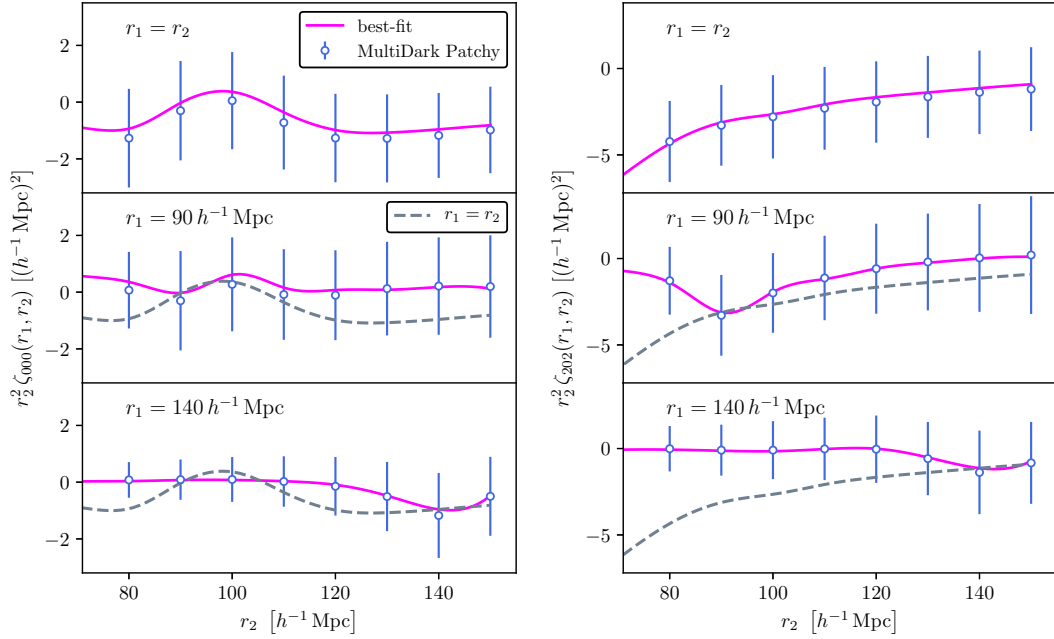 r₁ = r₂
best-fit
MultiDark Patchy
2
0
−2
r₁ = 90 h⁻¹ Mpc
r₁ = r₂
2
0
−2
r₁ = 140 h⁻¹ Mpc
2
0
−2
r₂² ζ₀₀₀(r₁, r₂) [(h⁻¹ Mpc)²]
80 100 120 140
r₂ [h⁻¹ Mpc]
r₁ = r₂
0
−5
r₁ = 90 h⁻¹ Mpc
0
−5
r₁ = 140 h⁻¹ Mpc
0
−5
r₂² ζ₂₀₂(r₁, r₂) [(h⁻¹ Mpc)²]
80 100 120 140
r₂ [h⁻¹ Mpc]